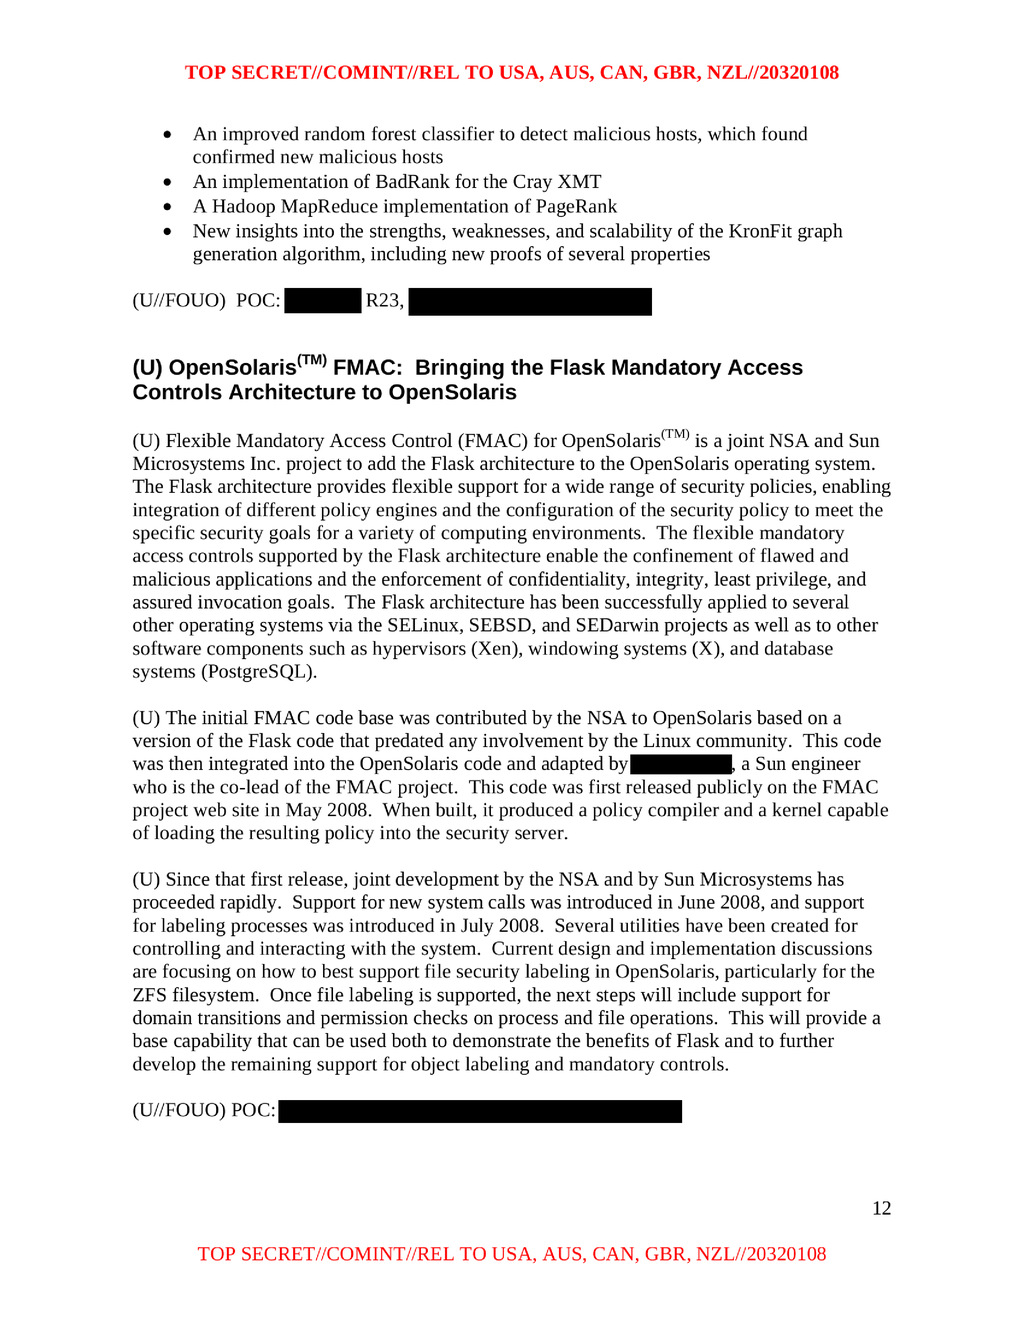 TOP SECRET//COMINT//REL TO USA, AUS, CAN, GBR, NZL//20320108
• An improved random forest classifier to detect malicious hosts, which found
confirmed new malicious hosts
• An implementation of BadRank for the Cray XMT
• A Hadoop MapReduce implementation of PageRank
• New insights into the strengths, weaknesses, and scalability of the KronFit graph
generation algorithm, including new proofs of several properties
(U//FOUO) POC: R23,
(U) OpenSolaris(TM) FMAC: Bringing the Flask Mandatory Access
Controls Architecture to OpenSolaris
(U) Flexible Mandatory Access Control (FMAC) for OpenSolaris(TM) is a joint NSA and Sun
Microsystems Inc. project to add the Flask architecture to the OpenSolaris operating system.
The Flask architecture provides flexible support for a wide range of security policies, enabling
integration of different policy engines and the configuration of the security policy to meet the
specific security goals for a variety of computing environments. The flexible mandatory
access controls supported by the Flask architecture enable the confinement of flawed and
malicious applications and the enforcement of confidentiality, integrity, least privilege, and
assured invocation goals. The Flask architecture has been successfully applied to several
other operating systems via the SELinux, SEBSD, and SEDarwin projects as well as to other
software components such as hypervisors (Xen), windowing systems (X), and database
systems (PostgreSQL).
(U) The initial FMAC code base was contributed by the NSA to OpenSolaris based on a
version of the Flask code that predated any involvement by the Linux community. This code
was then integrated into the OpenSolaris code and adapted by , a Sun engineer
who is the co-lead of the FMAC project. This code was first released publicly on the FMAC
project web site in May 2008. When built, it produced a policy compiler and a kernel capable
of loading the resulting policy into the security server.
(U) Since that first release, joint development by the NSA and by Sun Microsystems has
proceeded rapidly. Support for new system calls was introduced in June 2008, and support
for labeling processes was introduced in July 2008. Several utilities have been created for
controlling and interacting with the system. Current design and implementation discussions
are focusing on how to best support file security labeling in OpenSolaris, particularly for the
ZFS filesystem. Once file labeling is supported, the next steps will include support for
domain transitions and permission checks on process and file operations. This will provide a
base capability that can be used both to demonstrate the benefits of Flask and to further
develop the remaining support for object labeling and mandatory controls.
(U//FOUO) POC:
12
TOP SECRET//COMINT//REL TO USA, AUS, CAN, GBR, NZL//20320108